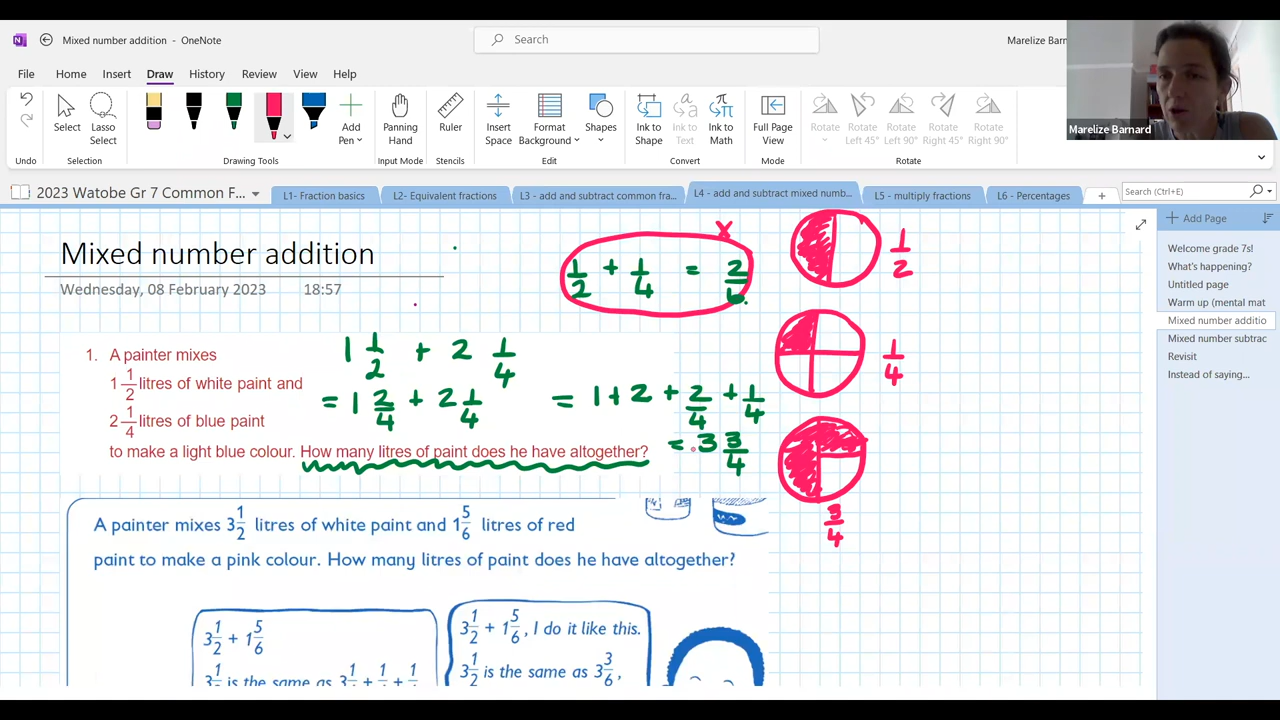 Mixed number addition - OneNote
Search
Marelize Bar
File Home Insert Draw History Review View Help
Undo
Select
Lasso Select
Selection
Drawing Tools
Add Pen
Panning Hand
Input Mode
Ruler
Stencils
Insert Space
Format Background
Shapes
Edit
Ink to Shape
Ink to Text
Ink to Math
Convert
Full Page View
Mode
Rotate
Rotate Left 45°
Rotate Left 90°
Rotate Right 45°
Rotate Right 90°
Rotate
Marelize Barnard
2023 Watobe Gr 7 Common F...
L1- Fraction basics
L2- Equivalent fractions
L3 - add and subtract common fra...
L4 - add and subtract mixed numb...
L5 - multiply fractions
L6 - Percentages
+
Search (Ctrl+E)
Add Page
Welcome grade 7s!
What's happening?
Untitled page
Warm up (mental mat
Mixed number additio
Mixed number subtrac
Revisit
Instead of saying...
Mixed number addition
Wednesday, 08 February 2023 18:57
x
1/2 + 1/4 = 2/6
1/2
1/4
3/4
1. A painter mixes
1 1/2 litres of white paint and
2 1/4 litres of blue paint
to make a light blue colour. How many litres of paint does he have altogether?
1 1/2 + 2 1/4
= 1 2/4 + 2 1/4 = 1 + 2 + 2/4 + 1/4
= 3 3/4
A painter mixes 3 1/2 litres of white paint and 1 5/6 litres of red
paint to make a pink colour. How many litres of paint does he have altogether?
3 1/2 + 1 5/6
3 1/2 is the same as 3
3 1/2 + 1 5/6, I do it like this.
3 1/2 is the same as 3 3/6,